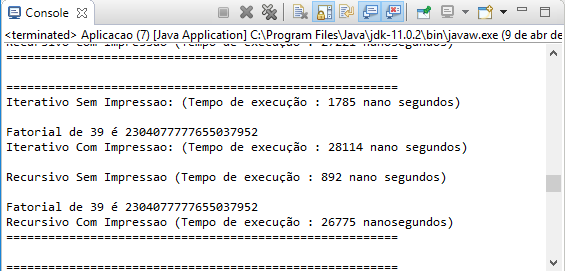 Console
<terminated> Aplicacao (7) [Java Application] C:\Program Files\Java\jdk-11.0.2\bin\javaw.exe (9 de abr de
Recursivo Com Impressao (Tempo de execução : 27221 nano segundos)
========================================================
========================================================
Iterativo Sem Impressao: (Tempo de execução : 1785 nano segundos)
Fatorial de 39 é 2304077777655037952
Iterativo Com Impressao: (Tempo de execução : 28114 nano segundos)
Recursivo Sem Impressao (Tempo de execução : 892 nano segundos)
Fatorial de 39 é 2304077777655037952
Recursivo Com Impressao (Tempo de execução : 26775 nanosegundos)
========================================================
========================================================